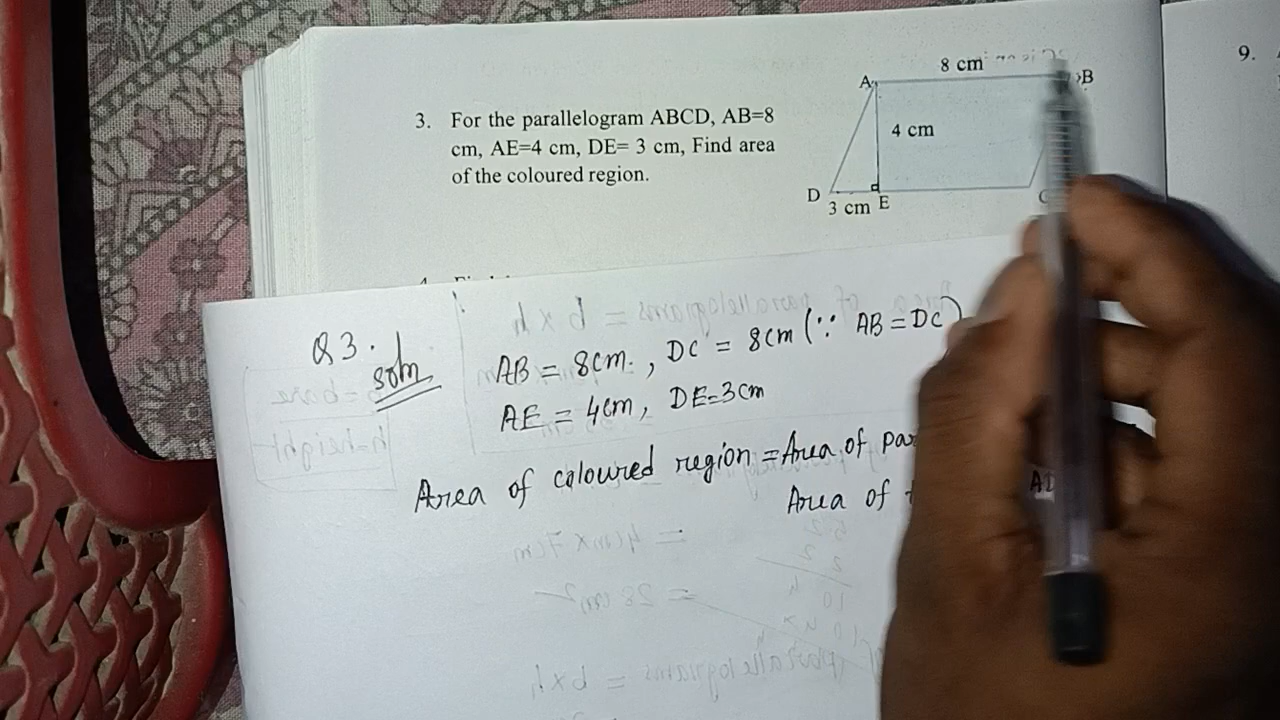 3. For the parallelogram ABCD, AB=8
cm, AE=4 cm, DE= 3 cm, Find area
of the coloured region.
8 cm
A
B
4 cm
D
3 cm E
9.
Q3.
soln
AB = 8cm. , DC = 8cm (∵ AB = DC)
AE = 4cm, DE=3cm
Area of coloured region = Area of
Area of